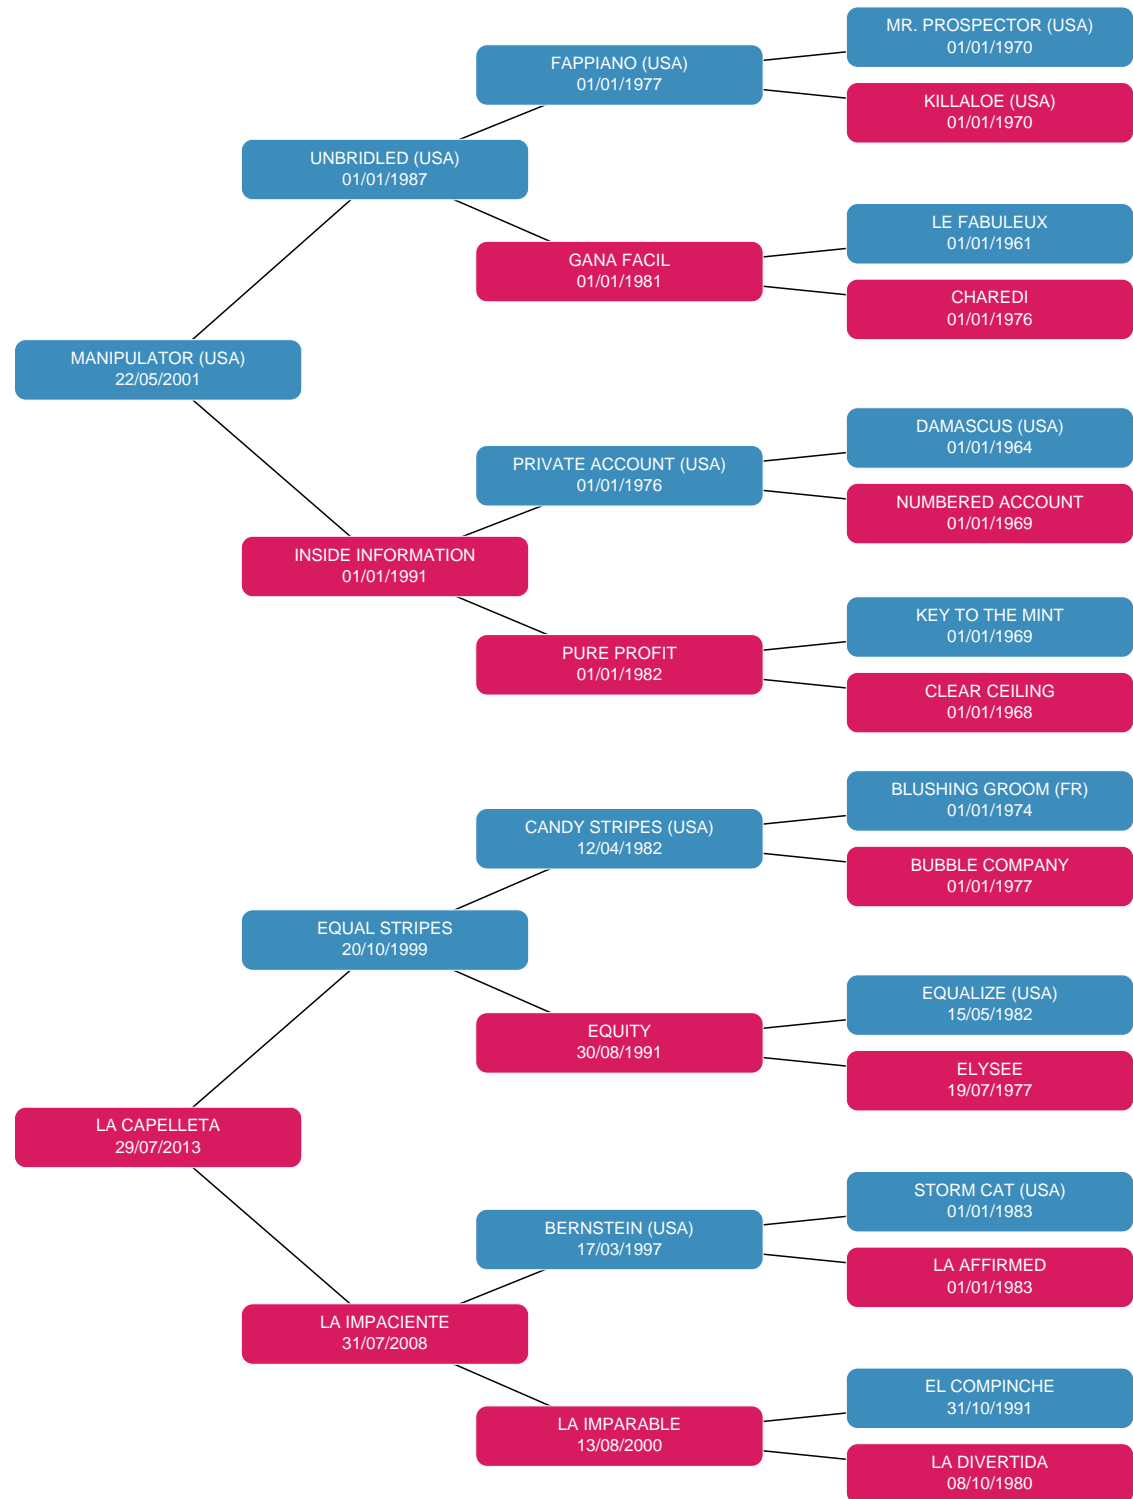 MR. PROSPECTOR (USA)
01/01/1970
FAPPIANO (USA)
01/01/1977
KILLALOE (USA)
01/01/1970
UNBRIDLED (USA)
01/01/1987
LE FABULEUX
01/01/1961
GANA FACIL
01/01/1981
CHAREDI
01/01/1976
MANIPULATOR (USA)
22/05/2001
DAMASCUS (USA)
01/01/1964
PRIVATE ACCOUNT (USA)
01/01/1976
NUMBERED ACCOUNT
01/01/1969
INSIDE INFORMATION
01/01/1991
KEY TO THE MINT
01/01/1969
PURE PROFIT
01/01/1982
CLEAR CEILING
01/01/1968
BLUSHING GROOM (FR)
01/01/1974
CANDY STRIPES (USA)
12/04/1982
BUBBLE COMPANY
01/01/1977
EQUAL STRIPES
20/10/1999
EQUALIZE (USA)
15/05/1982
EQUITY
30/08/1991
ELYSEE
19/07/1977
LA CAPELLETA
29/07/2013
STORM CAT (USA)
01/01/1983
BERNSTEIN (USA)
17/03/1997
LA AFFIRMED
01/01/1983
LA IMPACIENTE
31/07/2008
EL COMPINCHE
31/10/1991
LA IMPARABLE
13/08/2000
LA DIVERTIDA
08/10/1980